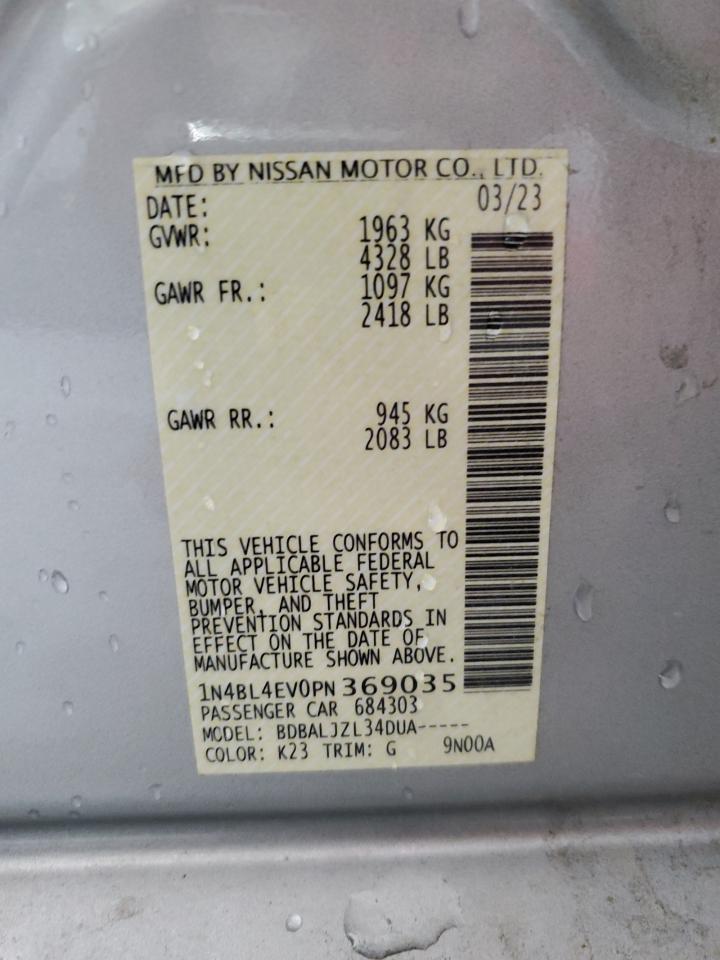 MFD BY NISSAN MOTOR CO., LTD.
DATE: 03/23
GVWR: 1963 KG
4328 LB
GAWR FR.: 1097 KG
2418 LB
GAWR RR.: 945 KG
2083 LB
THIS VEHICLE CONFORMS TO
ALL APPLICABLE FEDERAL
MOTOR VEHICLE SAFETY,
BUMPER, AND THEFT
PREVENTION STANDARDS IN
EFFECT ON THE DATE OF
MANUFACTURE SHOWN ABOVE.
1N4BL4EV0PN369035
PASSENGER CAR 684303
MODEL: BDBALJZL34DUA-----
COLOR: K23 TRIM: G 9N00A